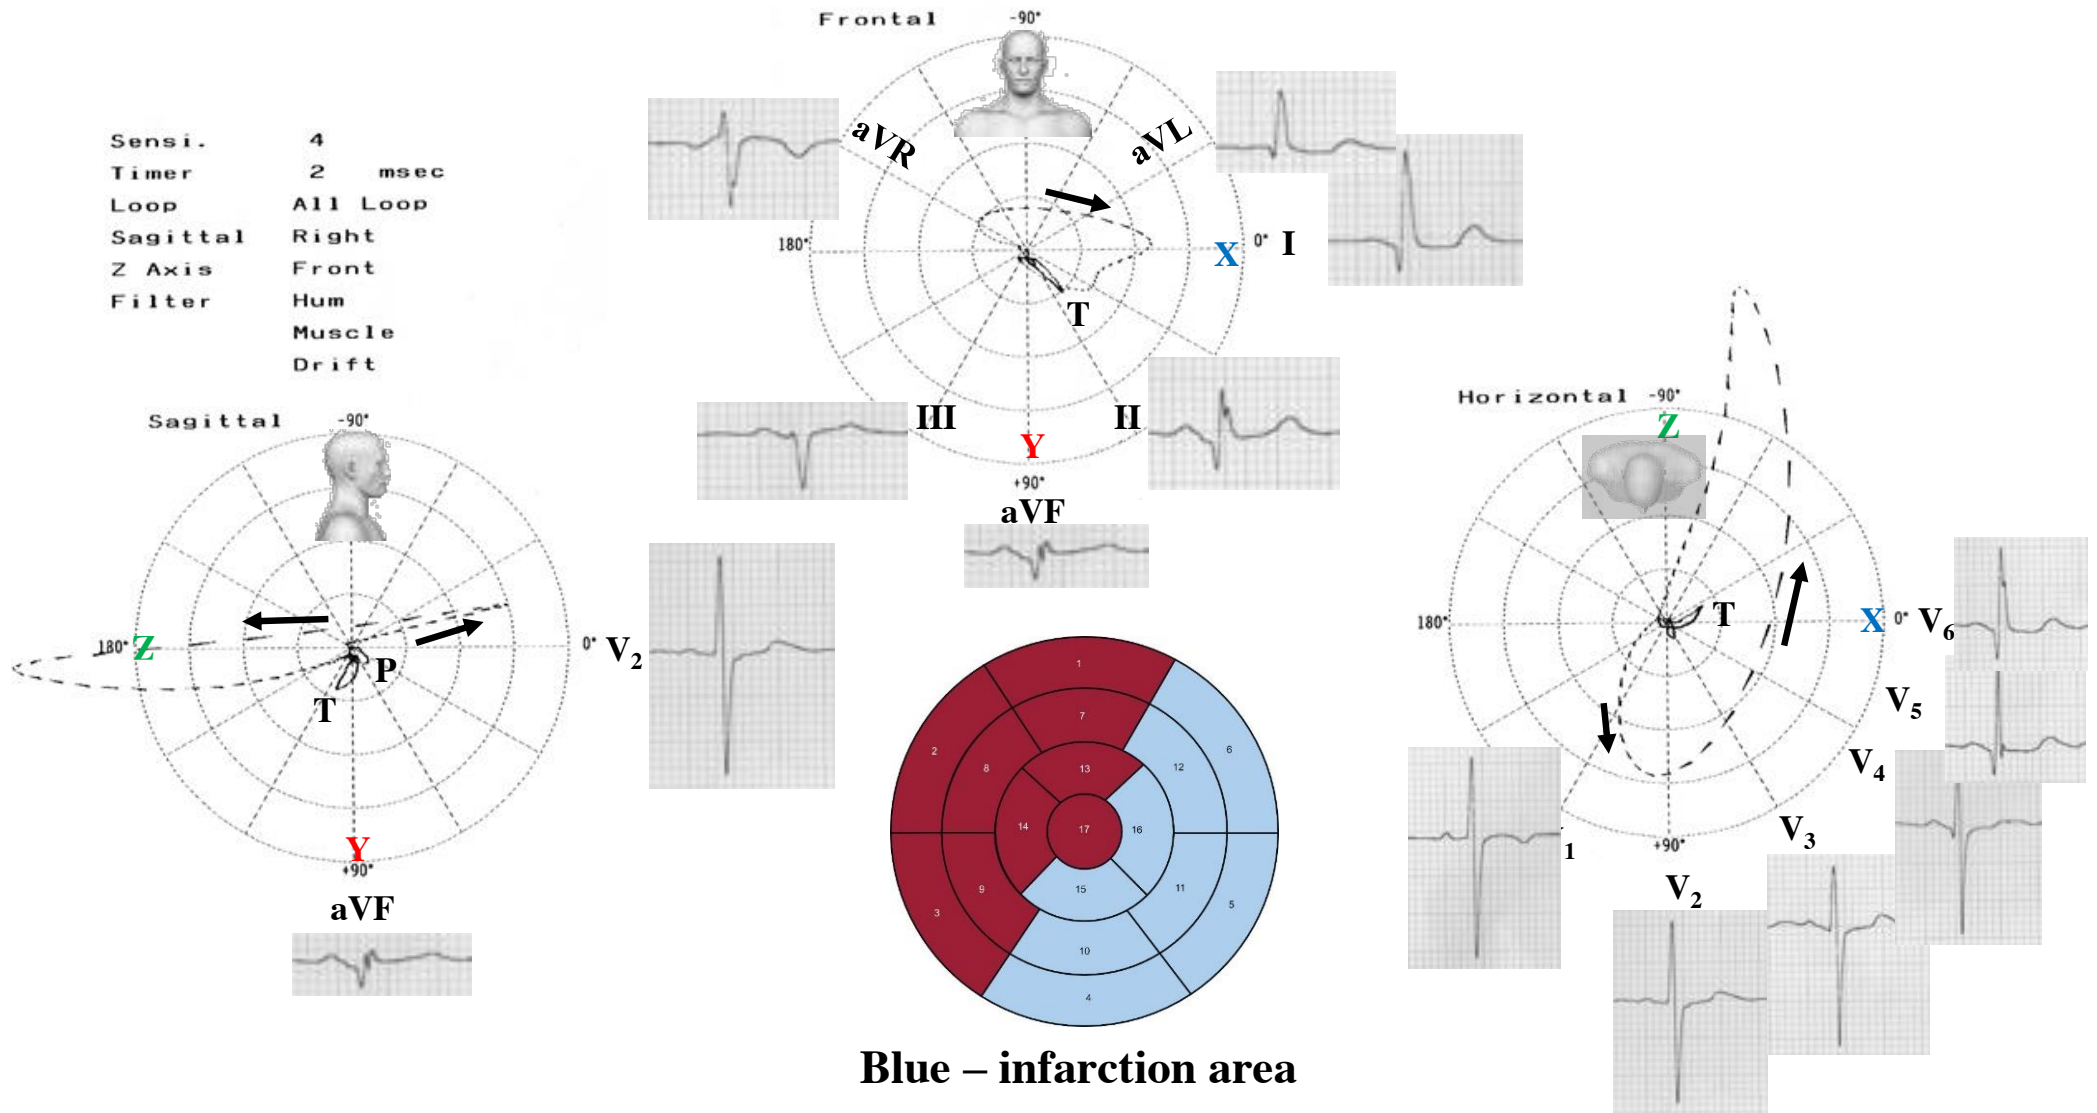 Frontal
-90°
aVR
aVL
180°
X
0°
I
T
III
II
Y
+90°
aVF
Sensi. 4
Timer 2 msec
Loop All Loop
Sagittal Right
Z Axis Front
Filter Hum
Muscle
Drift
Sagittal
-90°
180°
Z
0°
V2
P
T
Y
+90°
aVF
Horizontal
-90°
Z
180°
T
X
0°
V6
V5
V4
V3
+90°
V2
1
1
2
3
4
5
6
7
8
9
10
11
12
13
14
15
16
17
Blue – infarction area